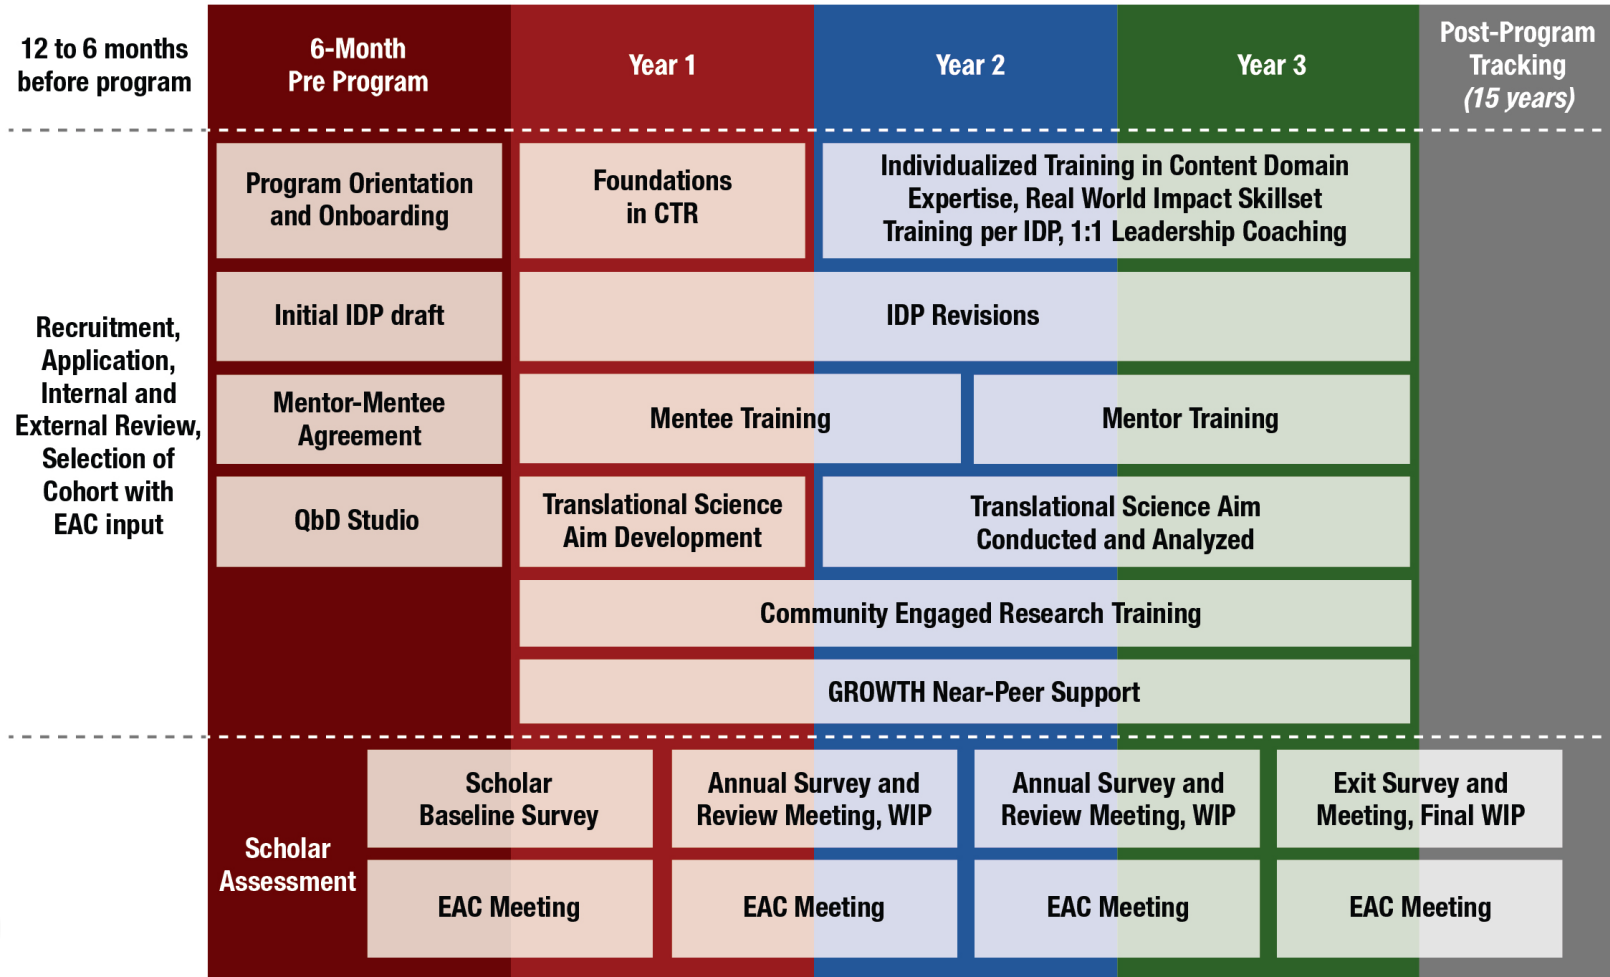 12 to 6 months
before program
6-Month
Pre Program
Year 1
Year 2
Year 3
Post-Program
Tracking
(15 years)
Recruitment,
Application,
Internal and
External Review,
Selection of
Cohort with
EAC input
Program Orientation
and Onboarding
Foundations
in CTR
Individualized Training in Content Domain
Expertise, Real World Impact Skillset
Training per IDP, 1:1 Leadership Coaching
Initial IDP draft
IDP Revisions
Mentor-Mentee
Agreement
Mentee Training
Mentor Training
QbD Studio
Translational Science
Aim Development
Translational Science Aim
Conducted and Analyzed
Community Engaged Research Training
GROWTH Near-Peer Support
Scholar
Assessment
Scholar
Baseline Survey
Annual Survey and
Review Meeting, WIP
Annual Survey and
Review Meeting, WIP
Exit Survey and
Meeting, Final WIP
EAC Meeting
EAC Meeting
EAC Meeting
EAC Meeting